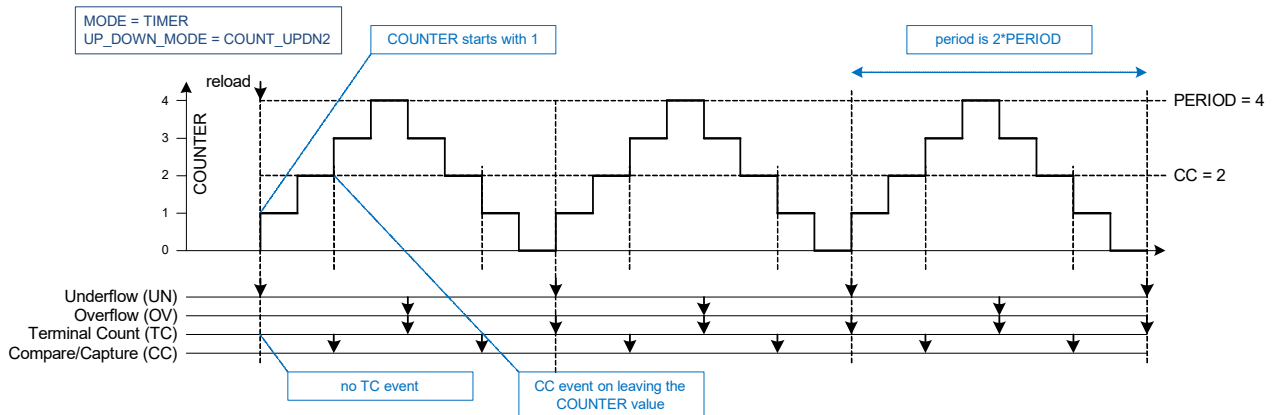 MODE = TIMER
UP_DOWN_MODE = COUNT_UPDN2
COUNTER starts with 1
period is 2*PERIOD
reload
4
PERIOD = 4
3
COUNTER
2
CC = 2
1
0
Underflow (UN)
Overflow (OV)
Terminal Count (TC)
Compare/Capture (CC)
no TC event
CC event on leaving the
COUNTER value